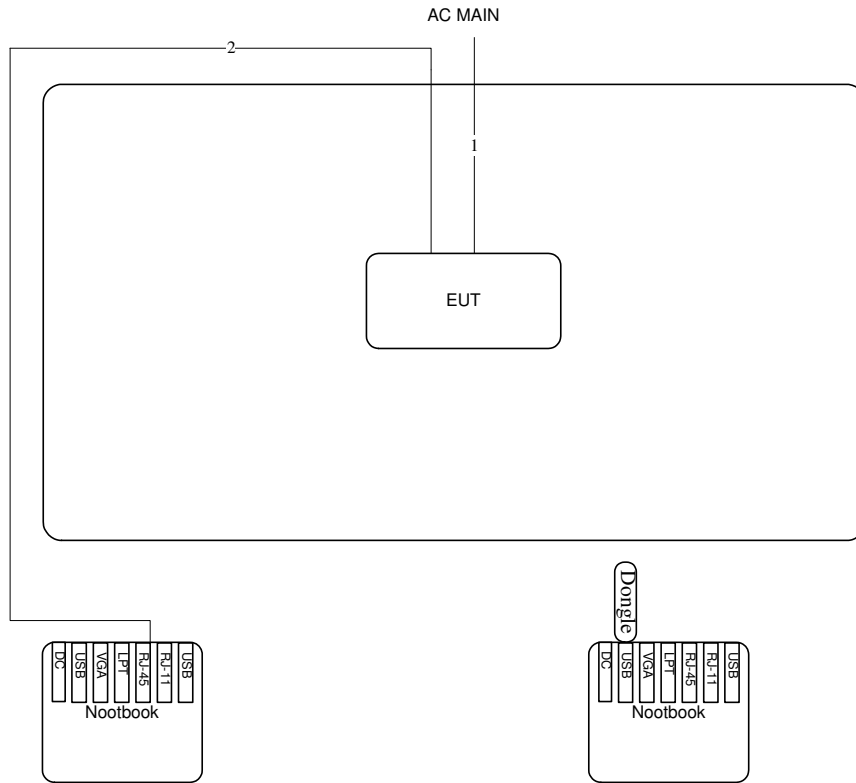 AC MAIN
2
1
EUT
Dongle
DC
USB
VGA
LPT
RJ-45
RJ-11
USB
Nootbook
DC
USB
VGA
LPT
RJ-45
RJ-11
USB
Nootbook